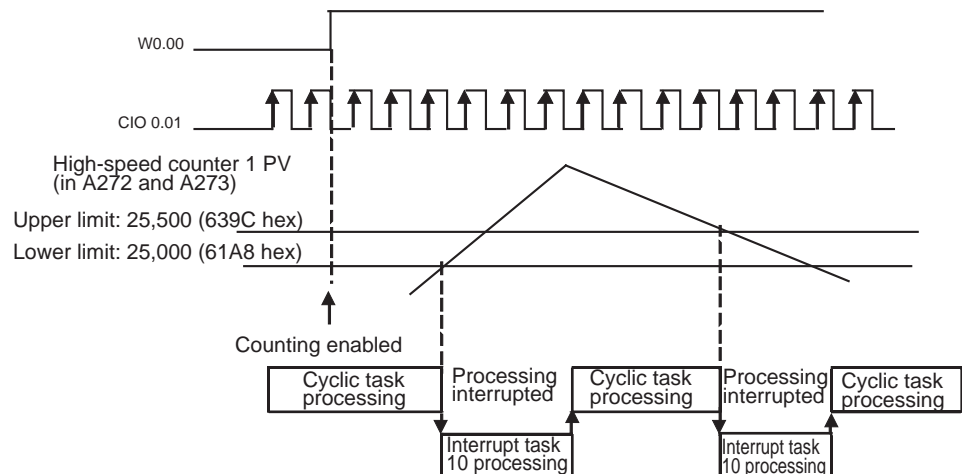 W0.00
CIO 0.01
High-speed counter 1 PV
(in A272 and A273)
Upper limit: 25,500 (639C hex)
Lower limit: 25,000 (61A8 hex)
Counting enabled
Cyclic task
processing
Processing
interrupted
Cyclic task
processing
Processing
interrupted
Cyclic task
processing
Interrupt task
10 processing
Interrupt task
10 processing